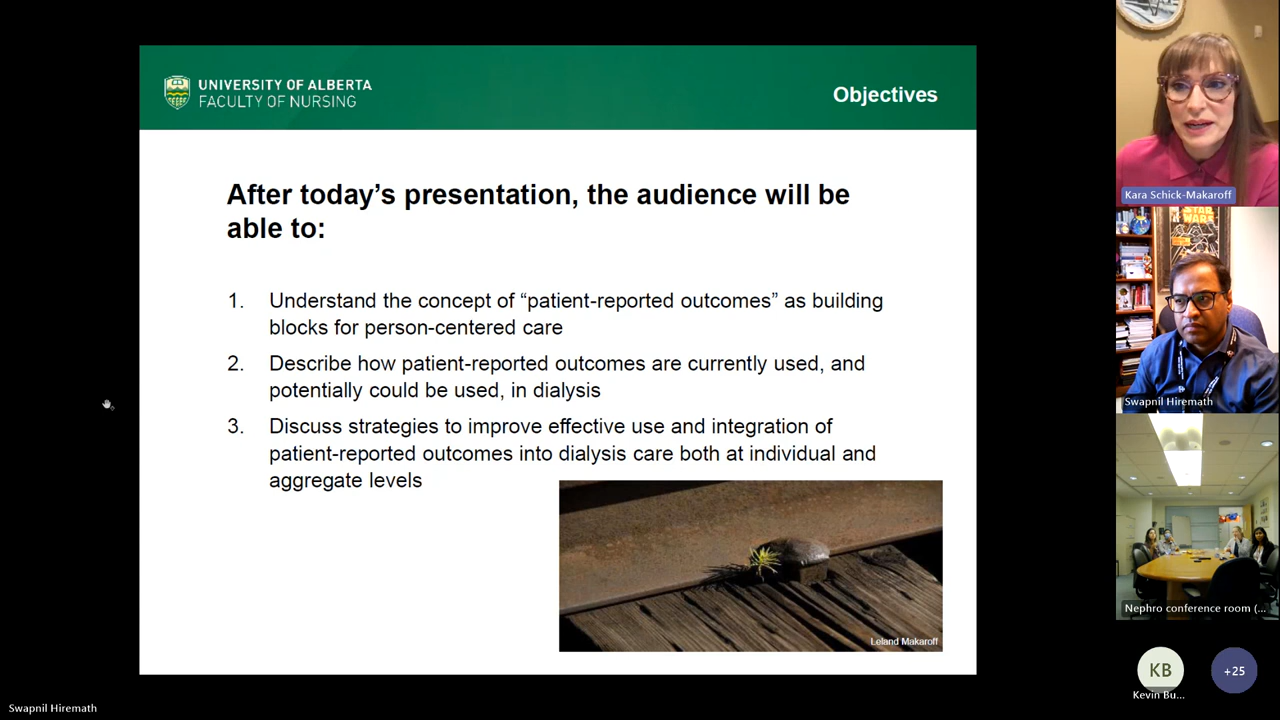 UNIVERSITY OF ALBERTA
FACULTY OF NURSING
Objectives
After today's presentation, the audience will be
able to:
1. Understand the concept of “patient-reported outcomes” as building
blocks for person-centered care
2. Describe how patient-reported outcomes are currently used, and
potentially could be used, in dialysis
3. Discuss strategies to improve effective use and integration of
patient-reported outcomes into dialysis care both at individual and
aggregate levels
Leland Makaroff
Kara Schick-Makaroff
STAR
WARS
Swapnil Hiremath
Nephro conference room (...
KB
Kevin Bu...
+25
Swapnil Hiremath